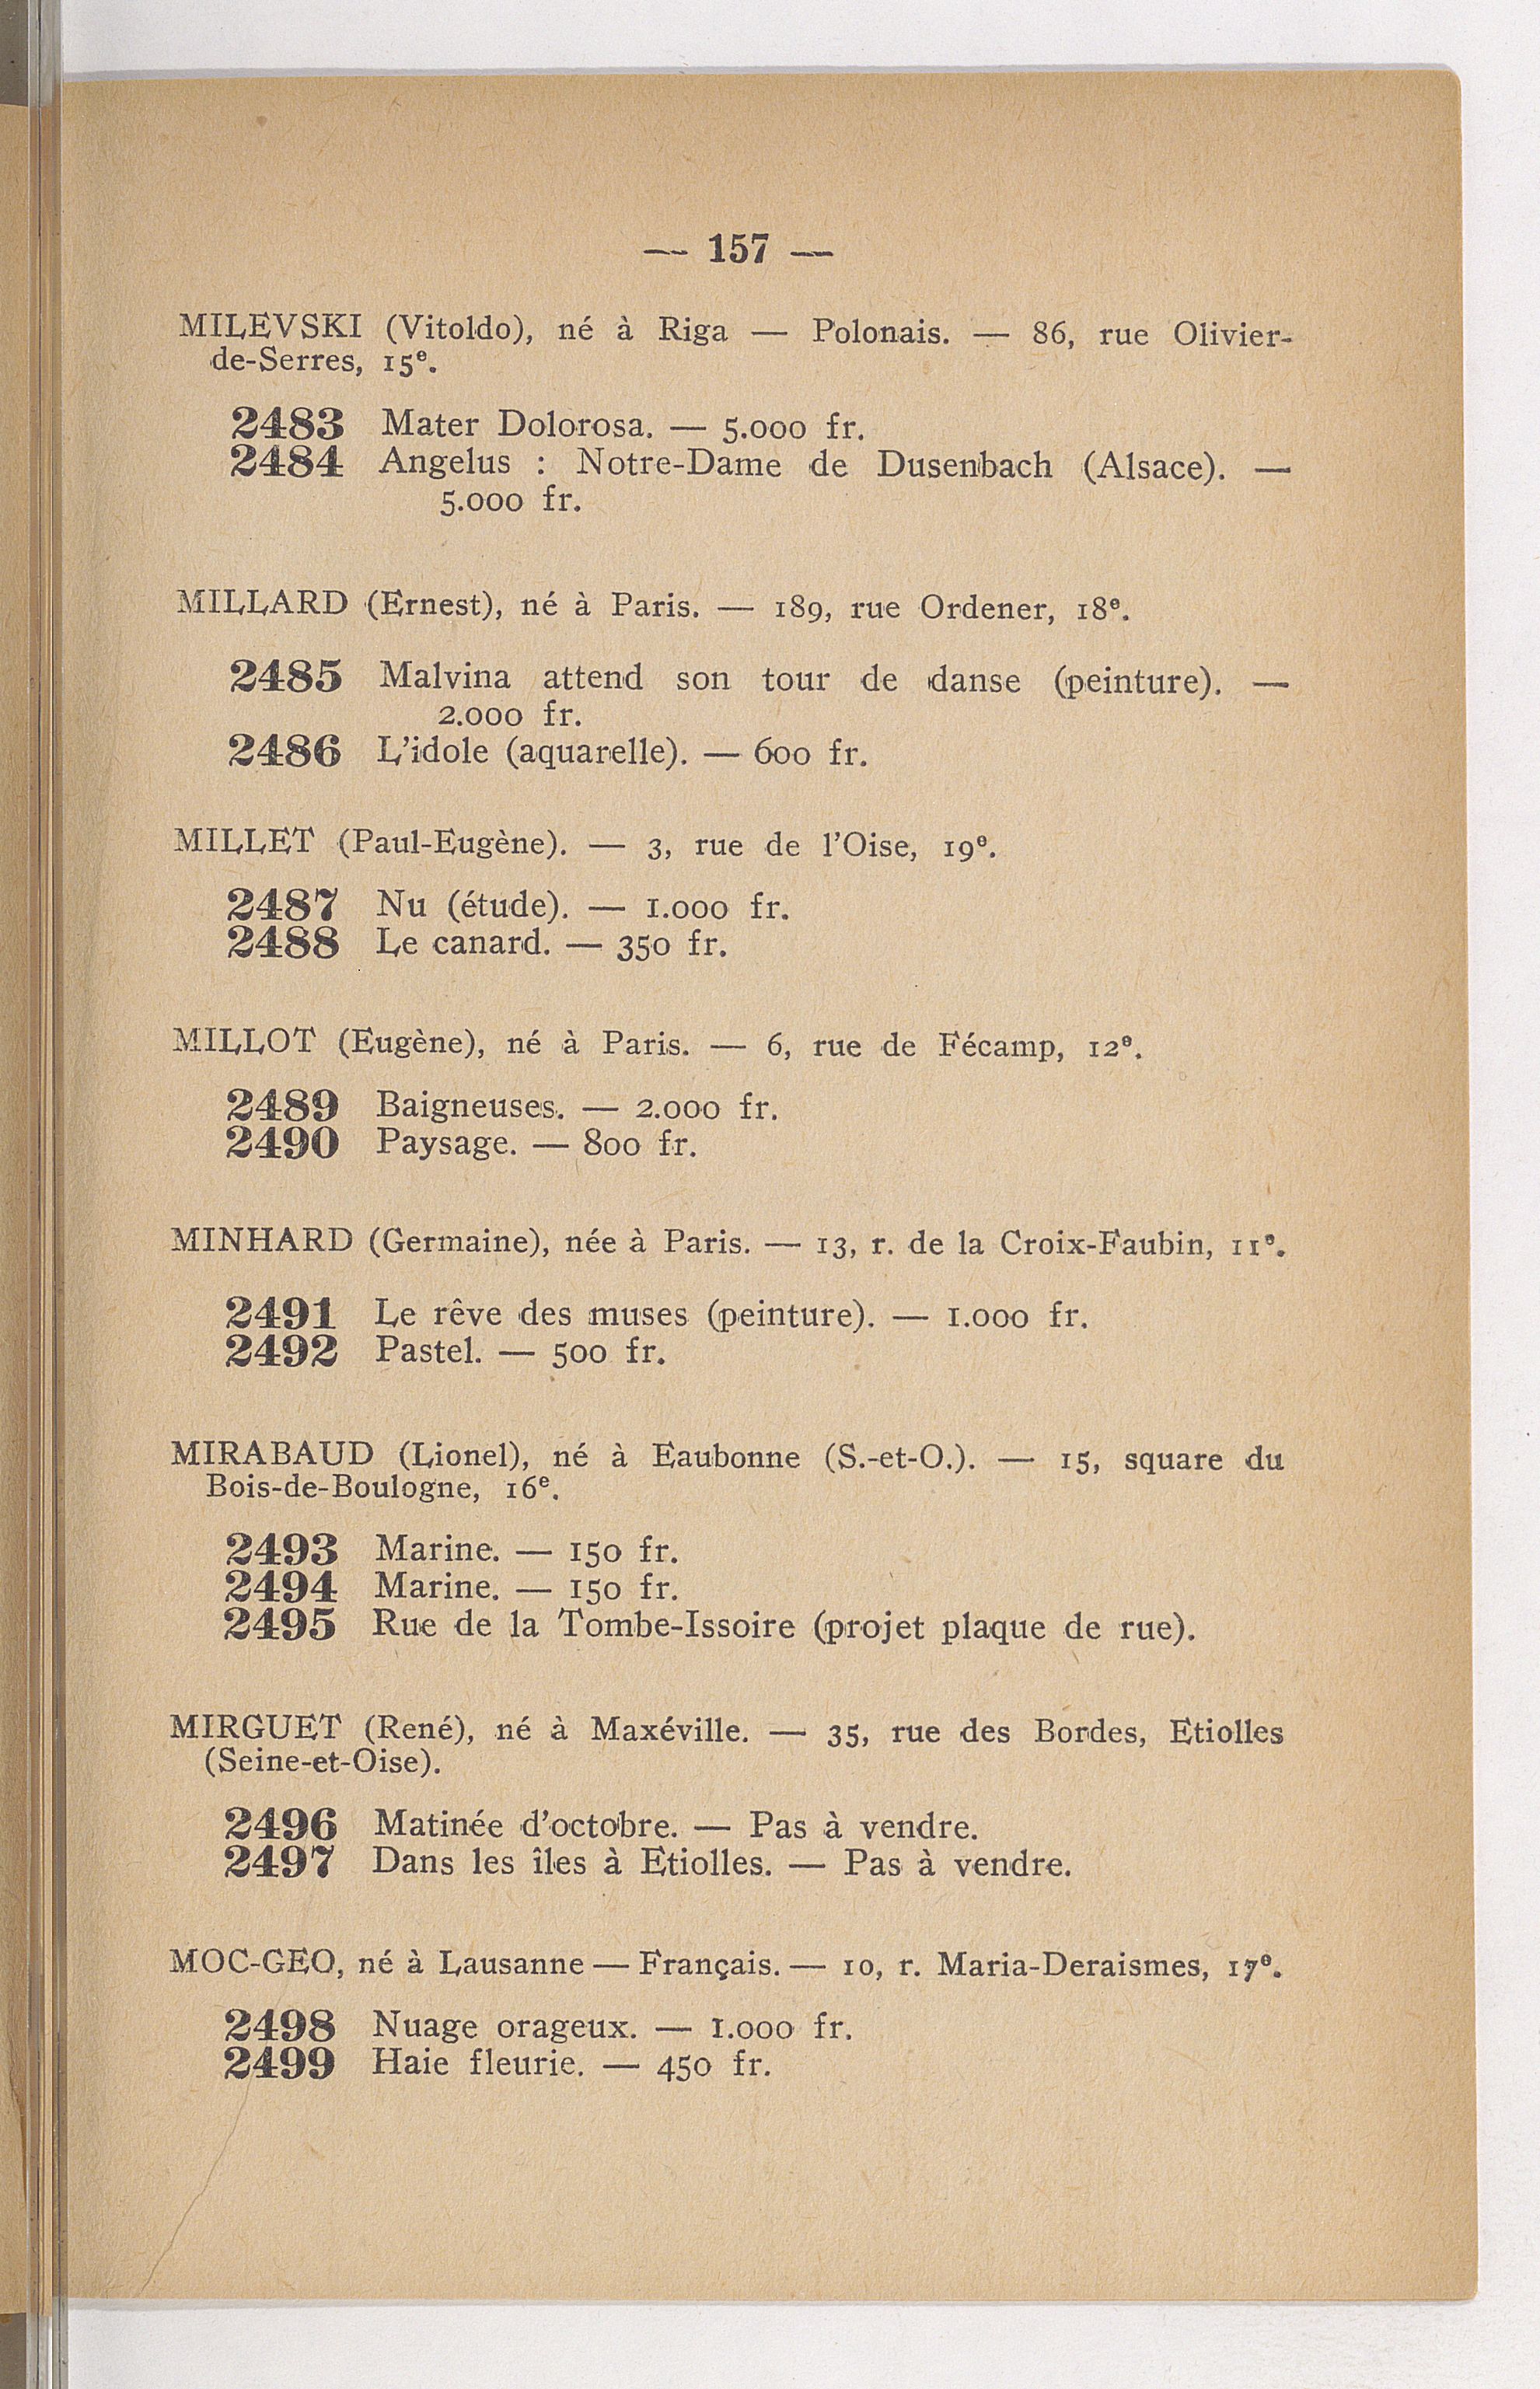 — 157 —
MILEVSKI (Vitoldo), né à Riga — Polonais. — 86, rue Olivier-
de-Serres, 15e.
2483 Mater Dolorosa. — 5.000 fr.
2484 Angelus : Notre-Dame de Dusenbach (Alsace). —
5.000 fr.
MILLARD (Ernest), né à Paris. — 189, rue Ordener, 18e.
2485 Malvina attend son tour de danse (peinture). —
2.000 fr.
2486 L'idole (aquarelle). — 600 fr.
MILLET (Paul-Eugène). — 3, rue de l'Oise, 19e.
2487 Nu (étude). — 1.000 fr.
2488 Le canard. — 350 fr.
MILLOT (Eugène), né à Paris. — 6, rue de Fécamp, 12e.
2489 Baigneuses. — 2.000 fr.
2490 Paysage. — 800 fr.
MINHARD (Germaine), née à Paris. — 13, r. de la Croix-Faubin, 11e.
2491 Le rêve des muses (peinture). — 1.000 fr.
2492 Pastel. — 500 fr.
MIRABAUD (Lionel), né à Eaubonne (S.-et-O.). — 15, square du
Bois-de-Boulogne, 16e.
2493 Marine. — 150 fr.
2494 Marine. — 150 fr.
2495 Rue de la Tombe-Issoire (projet plaque de rue).
MIRGUET (René), né à Maxéville. — 35, rue des Bordes, Etiolles
(Seine-et-Oise).
2496 Matinée d'octobre. — Pas à vendre.
2497 Dans les îles à Etiolles. — Pas à vendre.
MOC-GEO, né à Lausanne — Français. — 10, r. Maria-Deraismes, 17e.
2498 Nuage orageux. — 1.000 fr.
2499 Haie fleurie. — 450 fr.